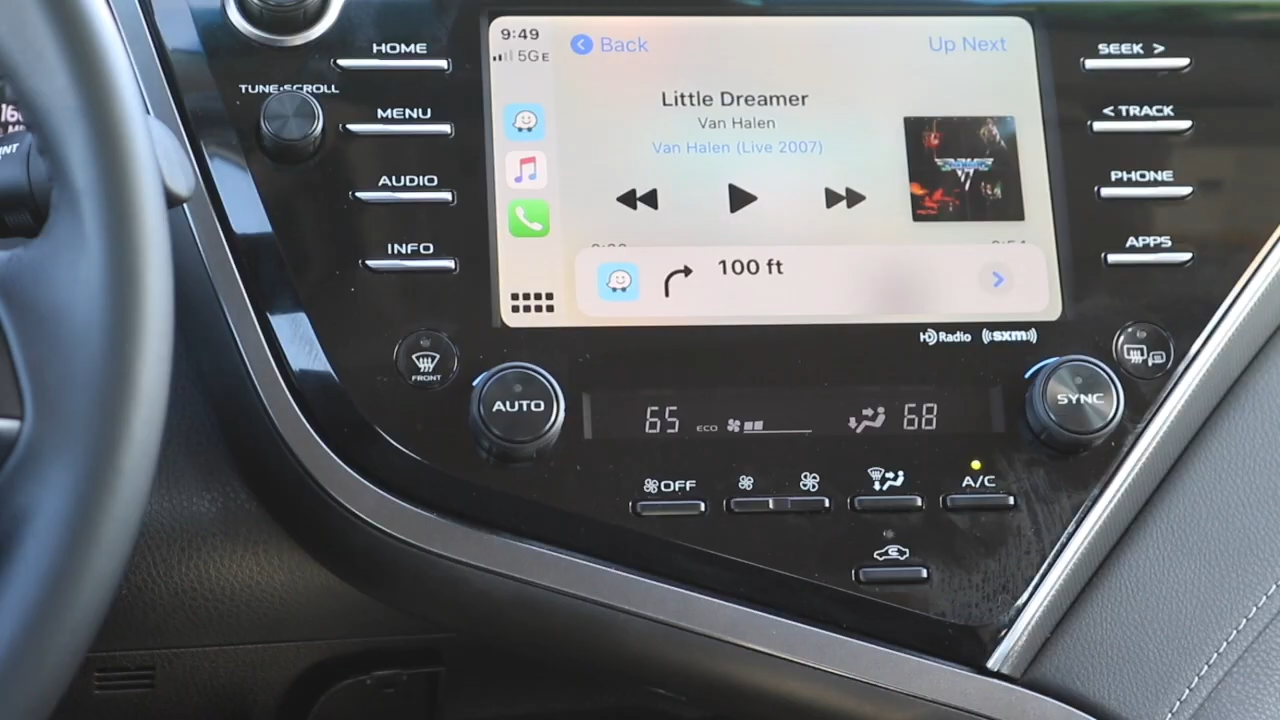 9:49
5GE
Back
Up Next
Little Dreamer
Van Halen
Van Halen (Live 2007)
100 ft
HOME
TUNE•SCROLL
MENU
AUDIO
INFO
SEEK >
< TRACK
PHONE
APPS
HD Radio
((sxm))
FRONT
AUTO
65
ECO
68
SYNC
OFF
A/C